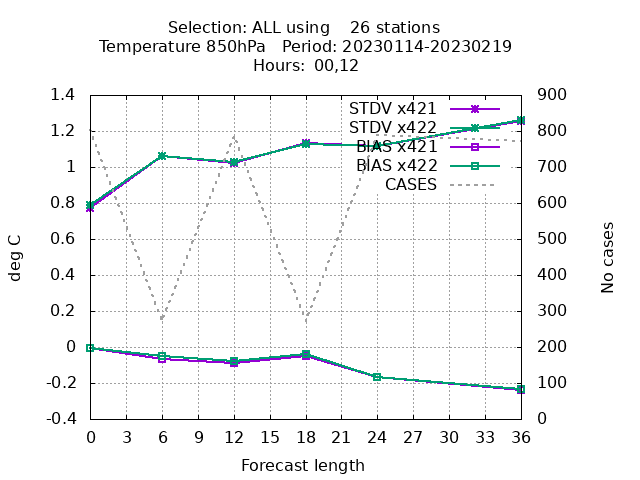 Selection: ALL using    26 stations
Temperature 850hPa   Period: 20230114-20230219
Hours:  00,12
STDV x421
STDV x422
BIAS x421
BIAS x422
CASES
1.4
1.2
1
0.8
0.6
0.4
0.2
0
-0.2
-0.4
deg C
900
800
700
600
500
400
300
200
100
0
No cases
0 3 6 9 12 15 18 21 24 27 30 33 36
Forecast length